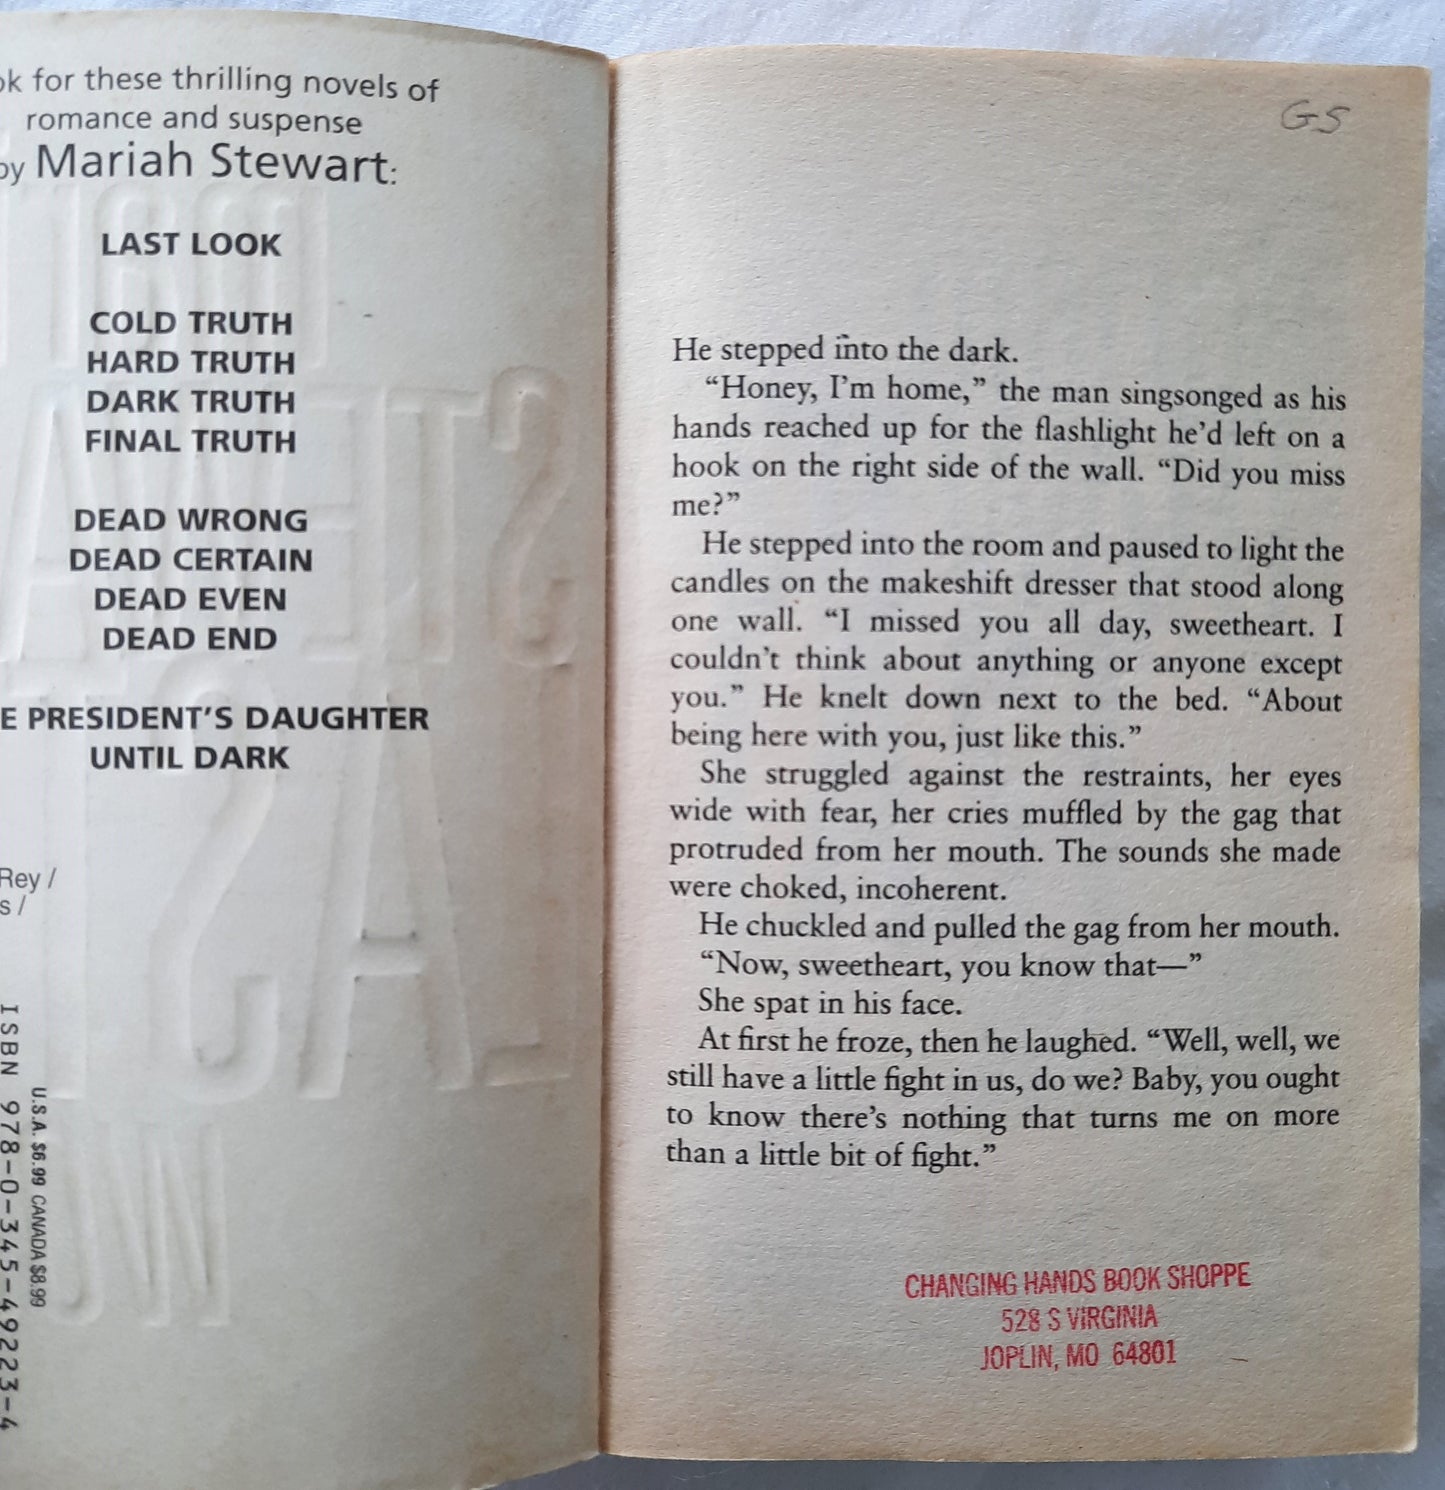 ok for these thrilling novels of
romance and suspense
by Mariah Stewart:
LAST LOOK
COLD TRUTH
HARD TRUTH
DARK TRUTH
FINAL TRUTH
DEAD WRONG
DEAD CERTAIN
DEAD EVEN
DEAD END
E PRESIDENT'S DAUGHTER
UNTIL DARK
Rey /
s /
ISBN 978-0-345-49223-4
U.S.A. $6.99 CANADA $8.99
GS
He stepped into the dark.
“Honey, I'm home,” the man singsonged as his
hands reached up for the flashlight he'd left on a
hook on the right side of the wall. “Did you miss
me?”
He stepped into the room and paused to light the
candles on the makeshift dresser that stood along
one wall. “I missed you all day, sweetheart. I
couldn't think about anything or anyone except
you.” He knelt down next to the bed. “About
being here with you, just like this.”
She struggled against the restraints, her eyes
wide with fear, her cries muffled by the gag that
protruded from her mouth. The sounds she made
were choked, incoherent.
He chuckled and pulled the gag from her mouth.
“Now, sweetheart, you know that—”
She spat in his face.
At first he froze, then he laughed. “Well, well, we
still have a little fight in us, do we? Baby, you ought
to know there's nothing that turns me on more
than a little bit of fight.”
CHANGING HANDS BOOK SHOPPE
528 S VIRGINIA
JOPLIN, MO 64801